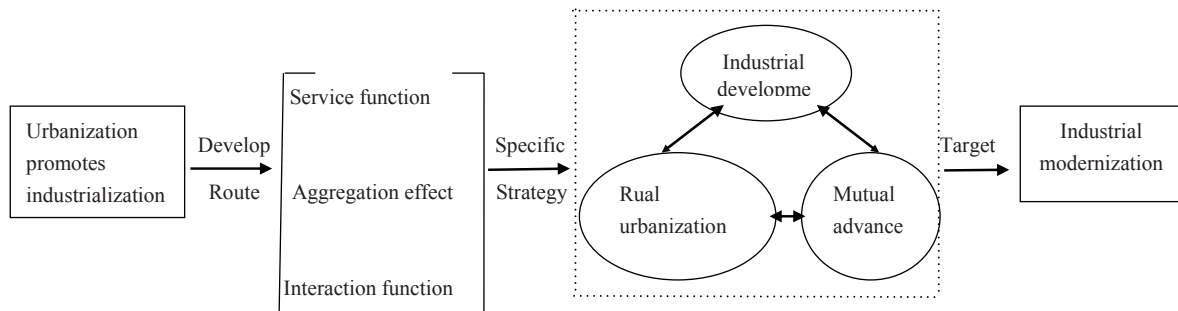 Urbanization
promotes
industrialization
Develop
Route
Service function
Aggregation effect
Interaction function
Specific
Strategy
Industrial
developme
Rual
urbanization
Mutual
advance
Target
Industrial
modernization